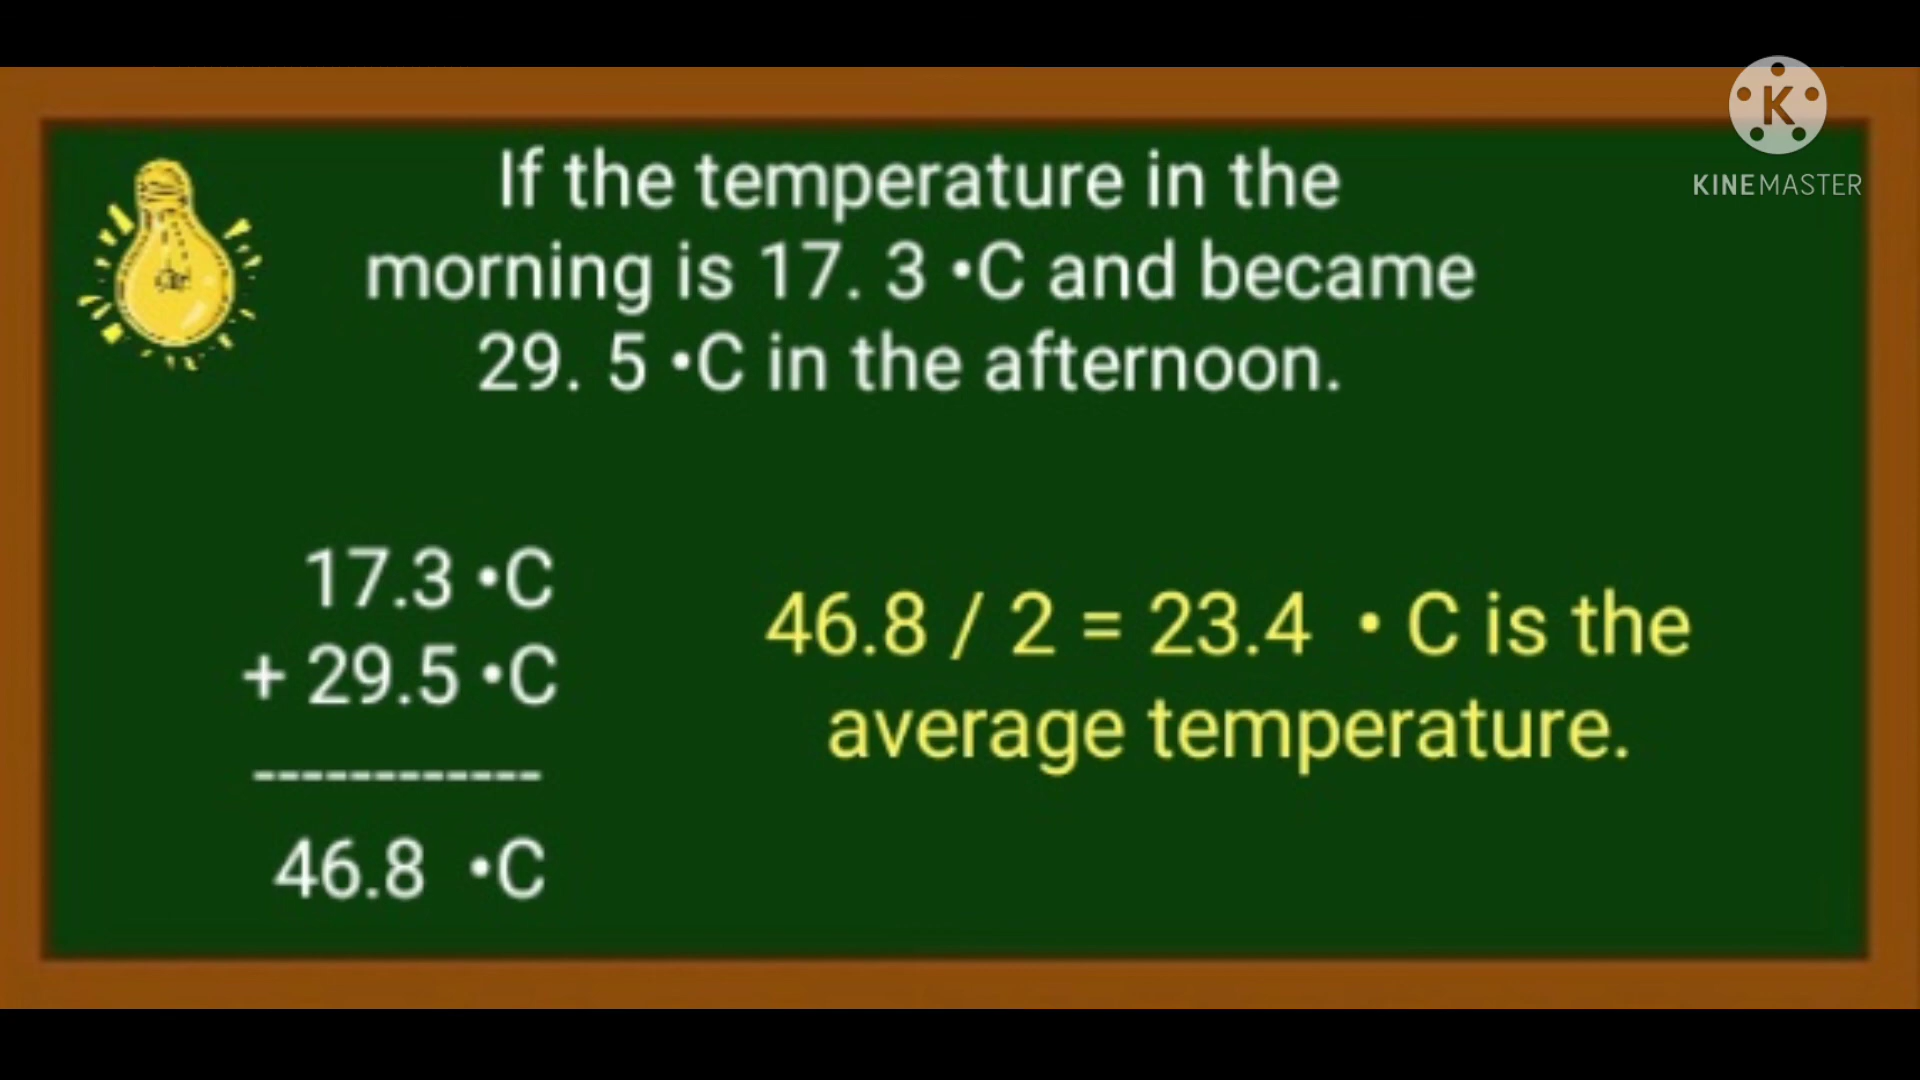 K
KINEMASTER
If the temperature in the
morning is 17. 3 •C and became
29. 5 •C in the afternoon.
17.3 •C
+ 29.5 •C
------------
46.8 •C
46.8 / 2 = 23.4 • C is the
average temperature.